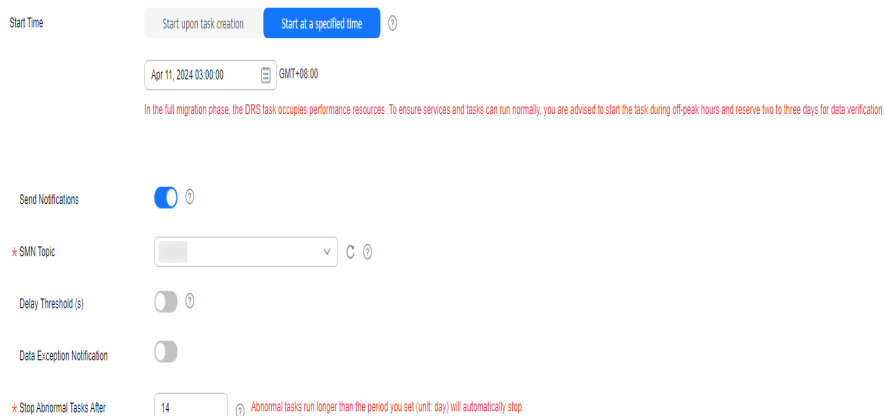 Start Time
Start upon task creation
Start at a specified time
Apr 11, 2024 03:00:00
GMT+08:00
In the full migration phase, the DRS task occupies performance resources. To ensure services and tasks can run normally, you are advised to start the task during off-peak hours and reserve two to three days for data verification.
Send Notifications
* SMN Topic
Delay Threshold (s)
Data Exception Notification
* Stop Abnormal Tasks After
14
Abnormal tasks run longer than the period you set (unit: day) will automatically stop.